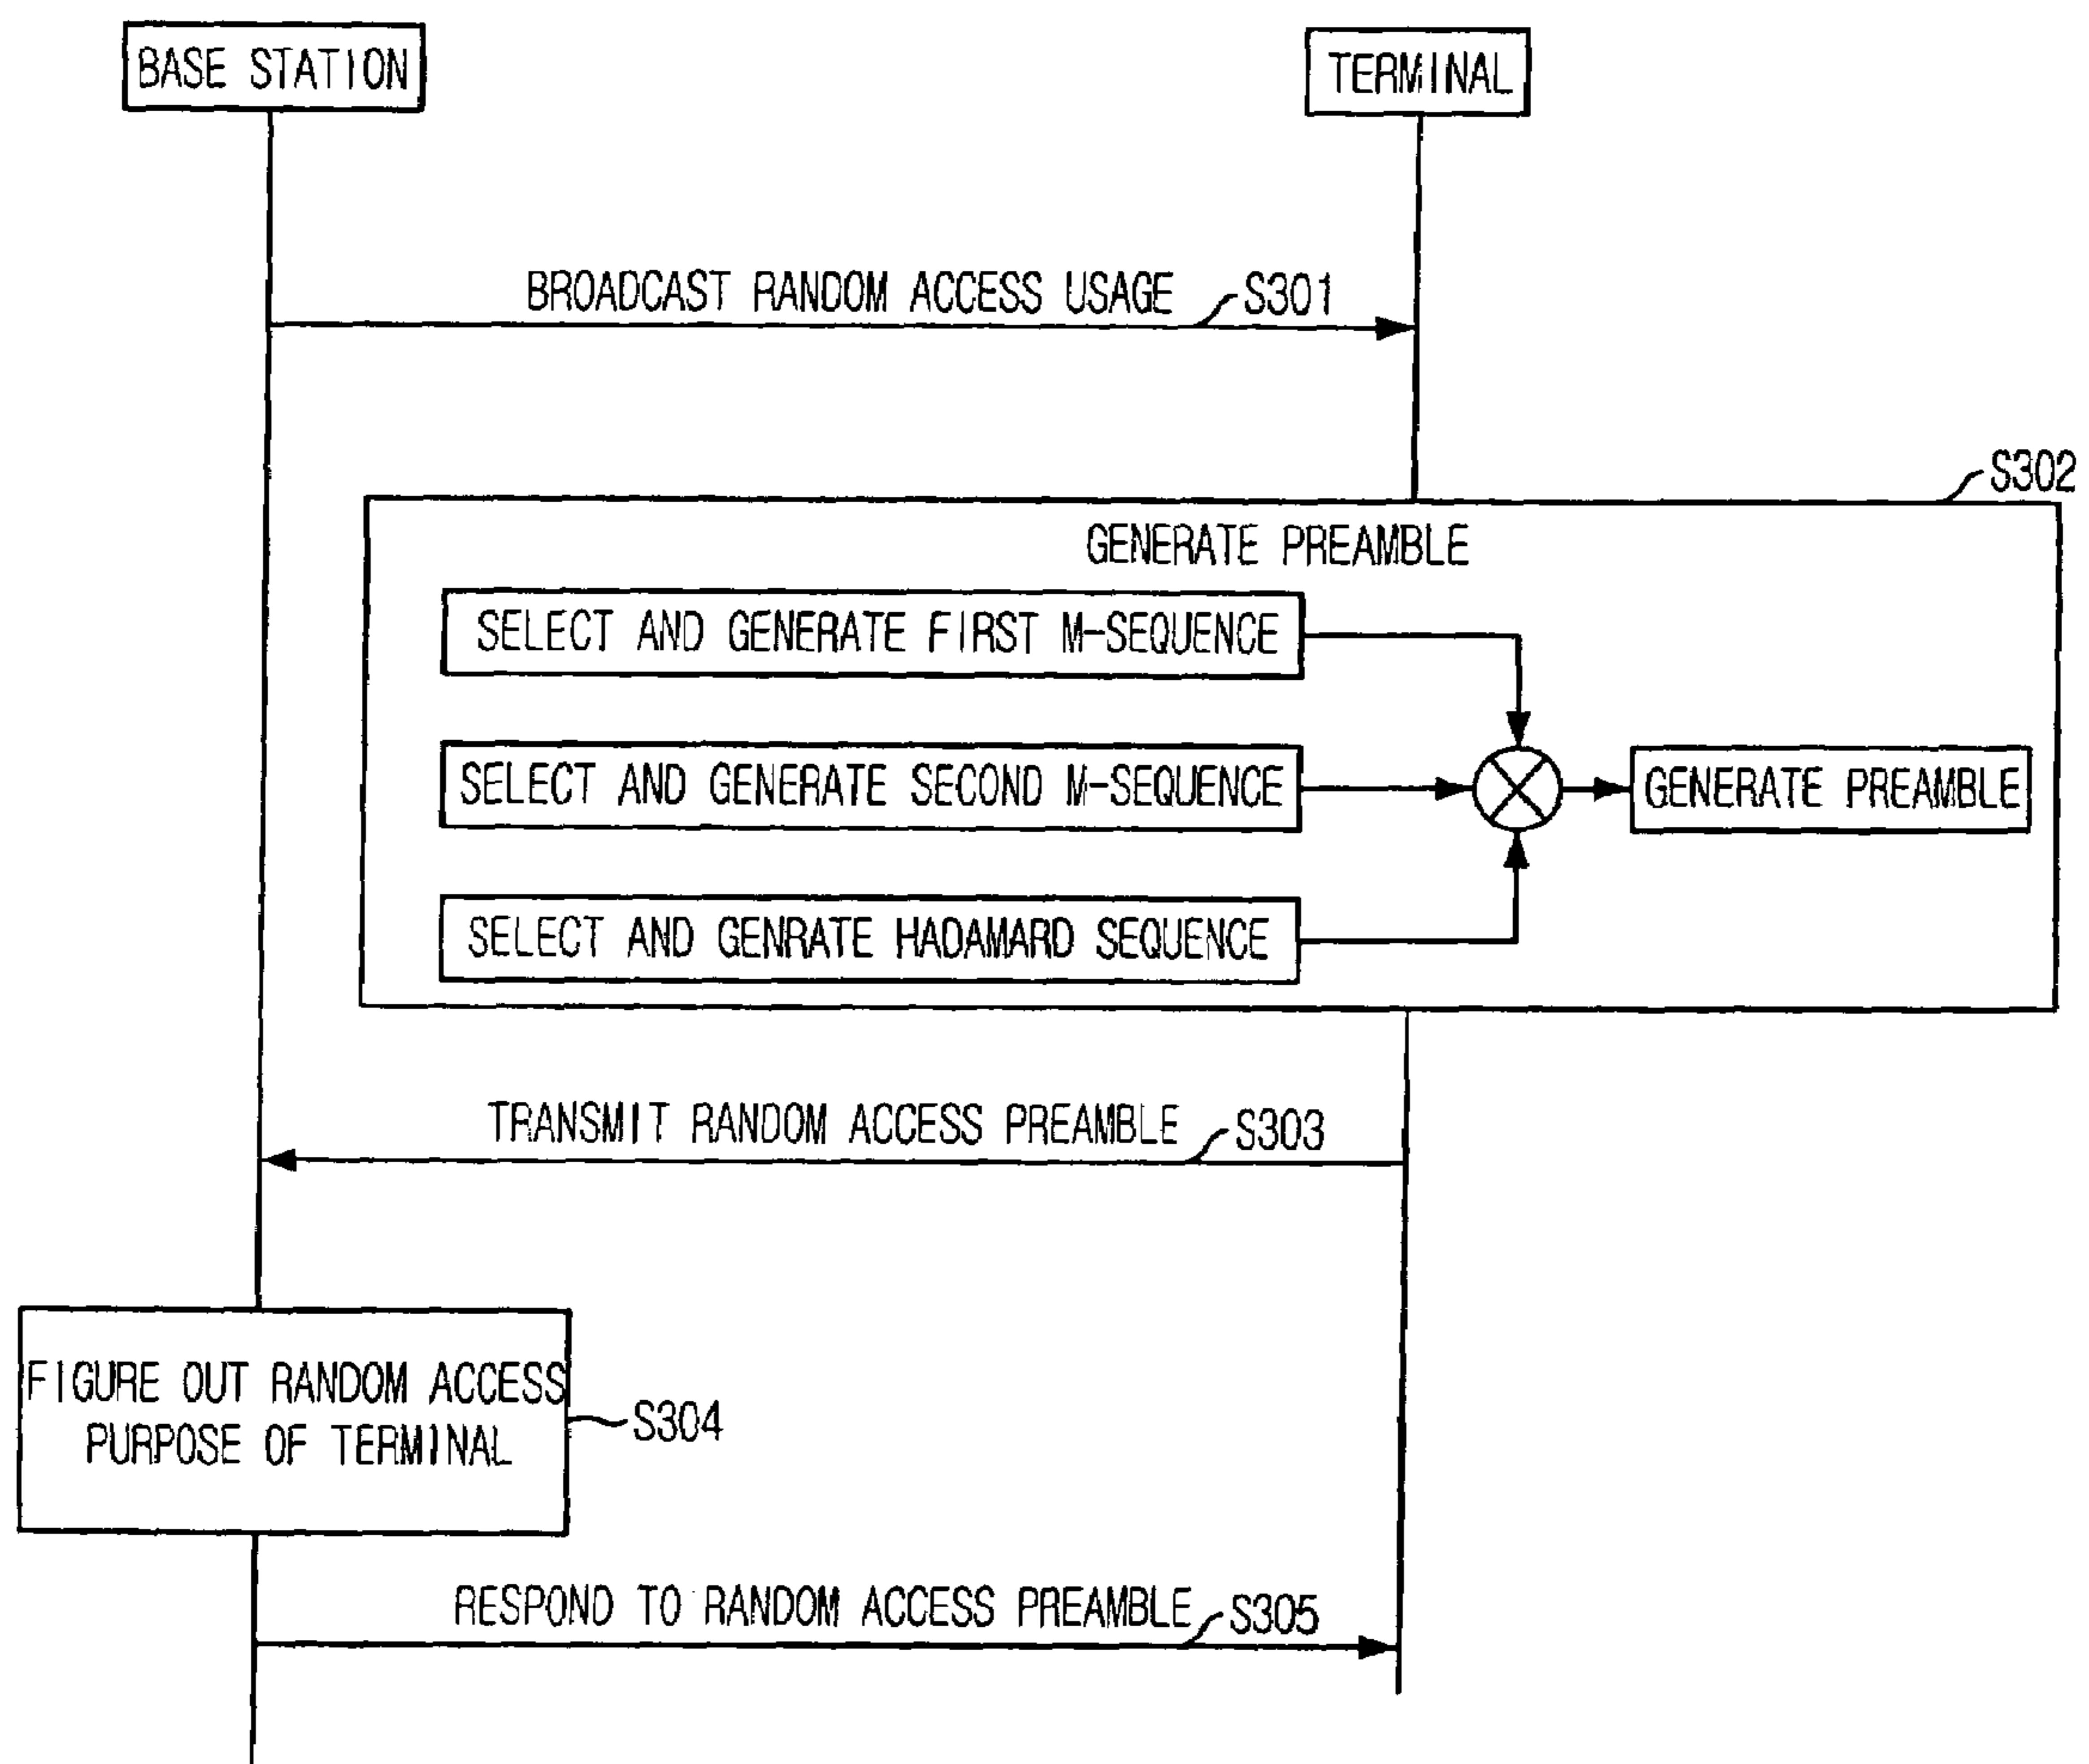 BASE STATION
TERMINAL
BROADCAST RANDOM ACCESS USAGE
S301
S302
GENERATE PREAMBLE
SELECT AND GENERATE FIRST M-SEQUENCE
SELECT AND GENERATE SECOND M-SEQUENCE
GENERATE PREAMBLE
SELECT AND GENRATE HADAMARD SEQUENCE
TRANSMIT RANDOM ACCESS PREAMBLE
S303
FIGURE OUT RANDOM ACCESS
PURPOSE OF TERMINAL
S304
RESPOND TO RANDOM ACCESS PREAMBLE
S305